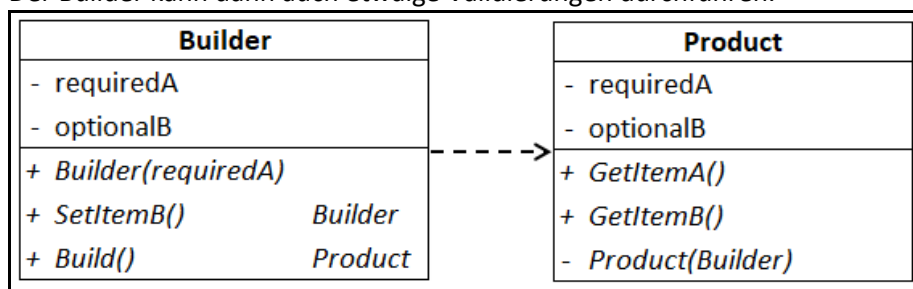 Der Builder kann dann auch etwaige Validierungen durchführen.
Builder
- requiredA
- optionalB
+ Builder(requiredA)
+ SetItemB() Builder
+ Build() Product
Product
- requiredA
- optionalB
+ GetItemA()
+ GetItemB()
- Product(Builder)